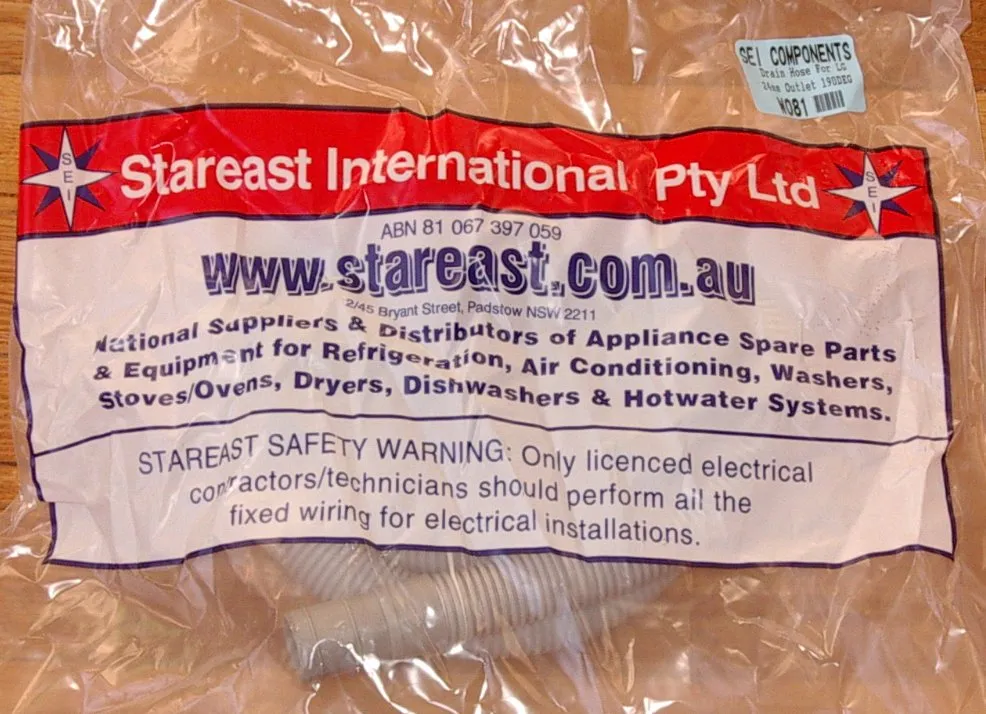 SEI COMPONENTS
Drain Hose For LG
24mm Outlet 190DEG
W081
SEI
Stareast International Pty Ltd
SEI
ABN 81 067 397 059
www.stareast.com.au
2/45 Bryant Street, Padstow NSW 2211
National Suppliers & Distributors of Appliance Spare Parts
& Equipment for Refrigeration, Air Conditioning, Washers,
Stoves/Ovens, Dryers, Dishwashers & Hotwater Systems.
STAREAST SAFETY WARNING: Only licenced electrical
contractors/technicians should perform all the
fixed wiring for electrical installations.